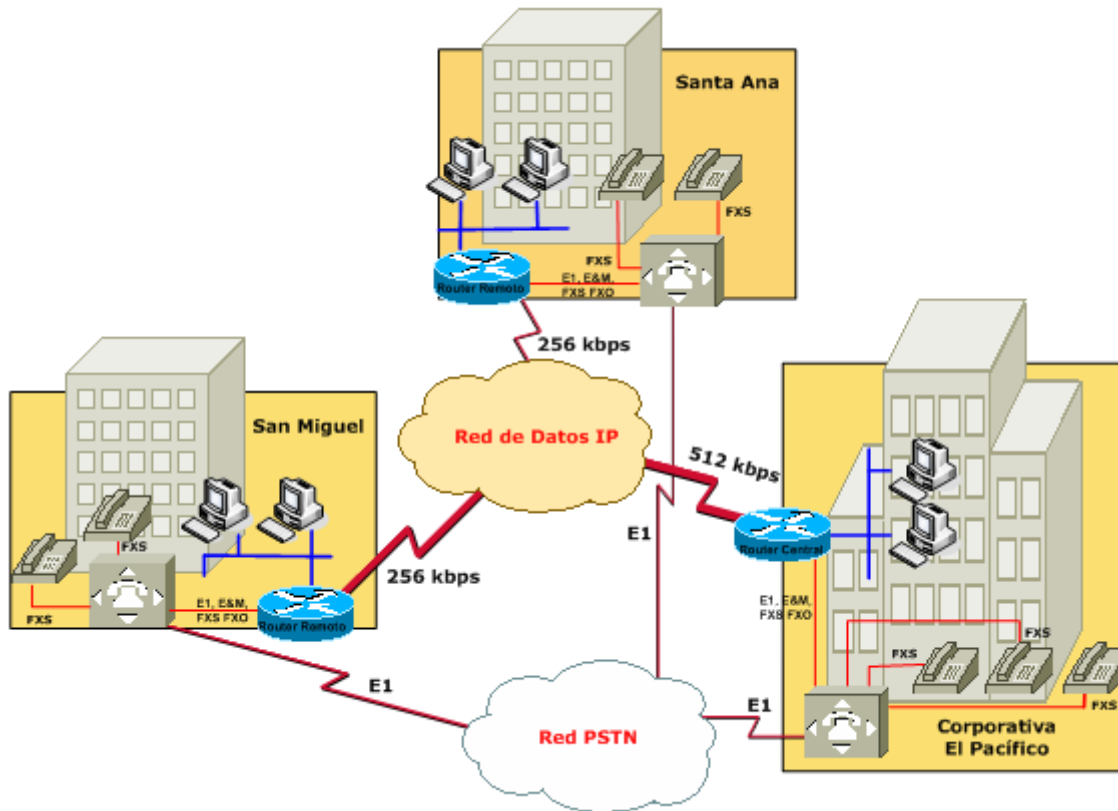 Santa Ana
FXS
FXS
E1, E&M,
FXS FXO
Router Remoto
256 kbps
San Miguel
Red de Datos IP
512 kbps
FXS
FXS
E1, E&M,
FXS FXO
Router Remoto
256 kbps
E1
Router Central
E1, E&M,
FXS FXO
FXS
FXS
FXS
E1
E1
Red PSTN
Corporativa
El Pacífico